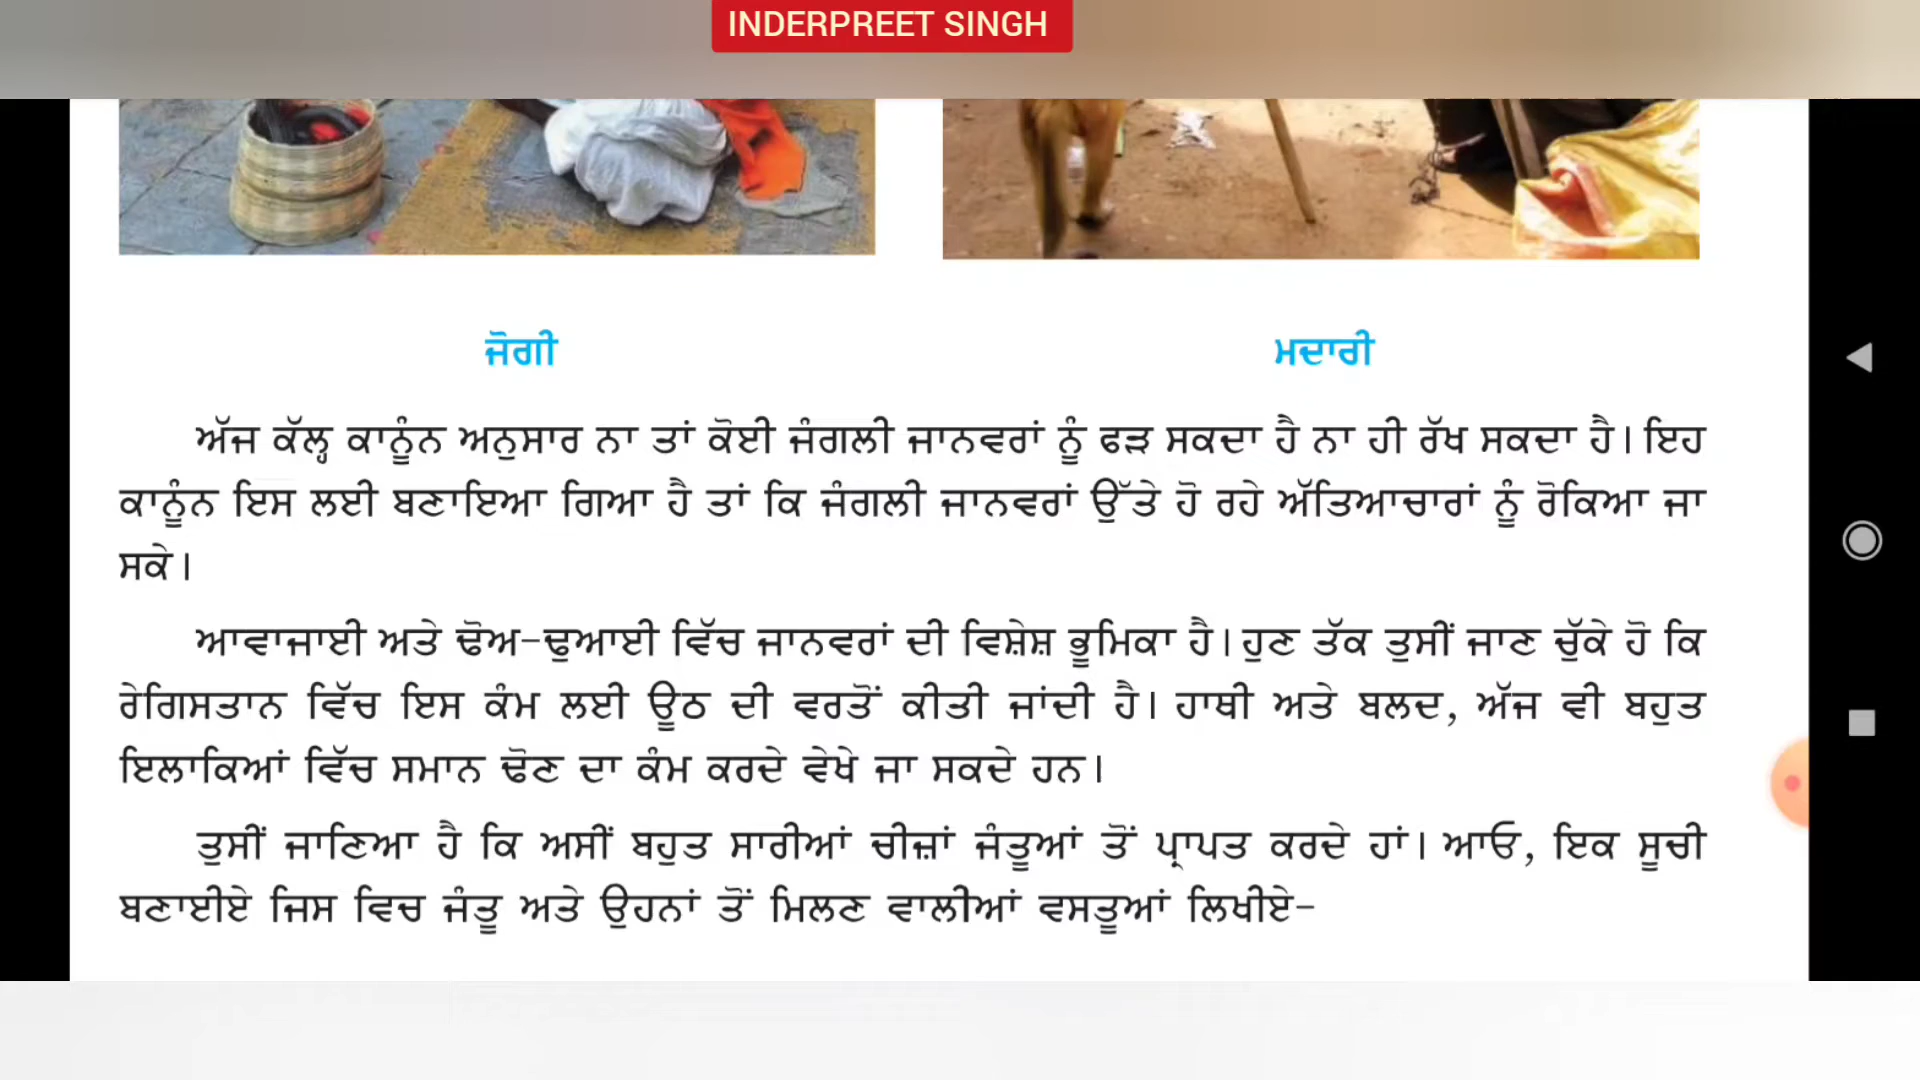 INDERPREET SINGH
ਜੋਗੀ
ਮਦਾਰੀ
ਅੱਜ ਕੱਲ੍ਹ ਕਾਨੂੰਨ ਅਨੁਸਾਰ ਨਾ ਤਾਂ ਕੋਈ ਜੰਗਲੀ ਜਾਨਵਰਾਂ ਨੂੰ ਫੜ ਸਕਦਾ ਹੈ ਨਾ ਹੀ ਰੱਖ ਸਕਦਾ ਹੈ। ਇਹ
ਕਾਨੂੰਨ ਇਸ ਲਈ ਬਣਾਇਆ ਗਿਆ ਹੈ ਤਾਂ ਕਿ ਜੰਗਲੀ ਜਾਨਵਰਾਂ ਉੱਤੇ ਹੋ ਰਹੇ ਅੱਤਿਆਚਾਰਾਂ ਨੂੰ ਰੋਕਿਆ ਜਾ
ਸਕੇ।
ਆਵਾਜਾਈ ਅਤੇ ਢੋਅ-ਢੁਆਈ ਵਿੱਚ ਜਾਨਵਰਾਂ ਦੀ ਵਿਸ਼ੇਸ਼ ਭੂਮਿਕਾ ਹੈ। ਹੁਣ ਤੱਕ ਤੁਸੀਂ ਜਾਣ ਚੁੱਕੇ ਹੋ ਕਿ
ਰੇਗਿਸਤਾਨ ਵਿੱਚ ਇਸ ਕੰਮ ਲਈ ਊਠ ਦੀ ਵਰਤੋਂ ਕੀਤੀ ਜਾਂਦੀ ਹੈ। ਹਾਥੀ ਅਤੇ ਬਲਦ, ਅੱਜ ਵੀ ਬਹੁਤ
ਇਲਾਕਿਆਂ ਵਿੱਚ ਸਮਾਨ ਢੋਣ ਦਾ ਕੰਮ ਕਰਦੇ ਵੇਖੇ ਜਾ ਸਕਦੇ ਹਨ।
ਤੁਸੀਂ ਜਾਣਿਆ ਹੈ ਕਿ ਅਸੀਂ ਬਹੁਤ ਸਾਰੀਆਂ ਚੀਜ਼ਾਂ ਜੰਤੂਆਂ ਤੋਂ ਪ੍ਰਾਪਤ ਕਰਦੇ ਹਾਂ। ਆਓ, ਇਕ ਸੂਚੀ
ਬਣਾਈਏ ਜਿਸ ਵਿਚ ਜੰਤੂ ਅਤੇ ਉਹਨਾਂ ਤੋਂ ਮਿਲਣ ਵਾਲੀਆਂ ਵਸਤੂਆਂ ਲਿਖੀਏ-